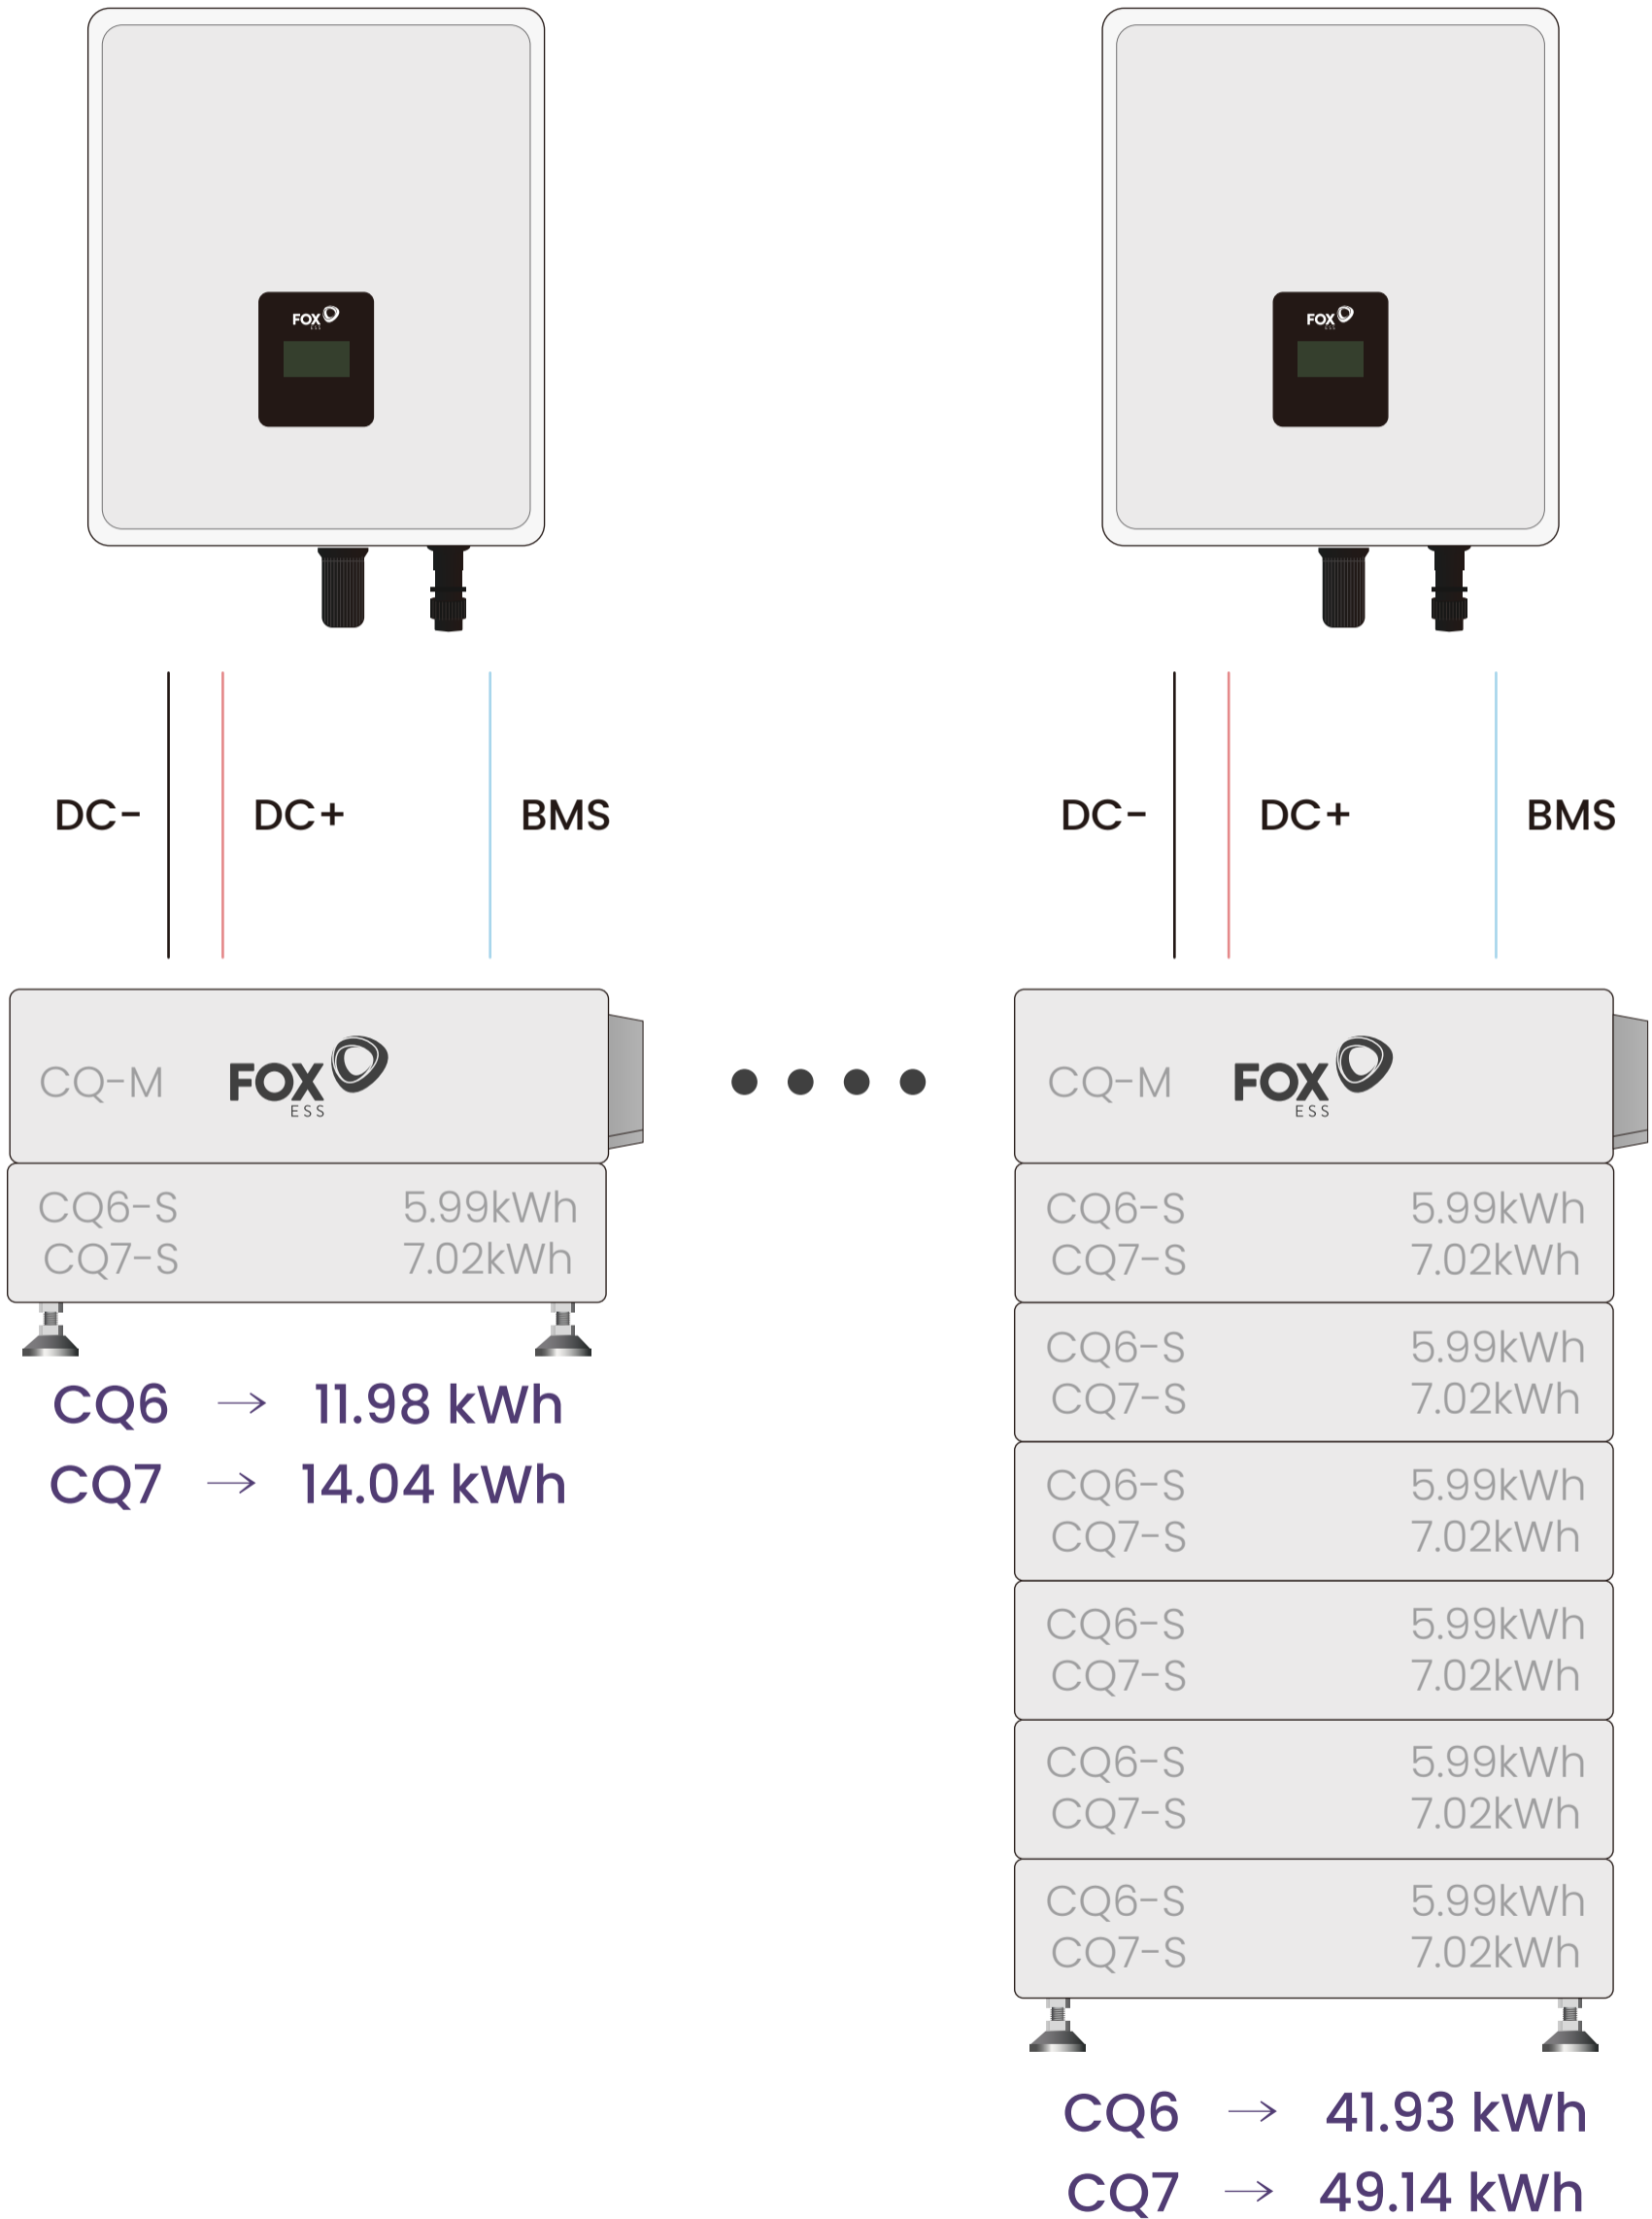 FOX
ESS
FOX
ESS
DC- DC+ BMS
DC- DC+ BMS
CQ-M FOX
ESS
CQ6-S 5.99kWh
CQ7-S 7.02kWh
CQ6 → 11.98 kWh
CQ7 → 14.04 kWh
CQ-M FOX
ESS
CQ6-S 5.99kWh
CQ7-S 7.02kWh
CQ6-S 5.99kWh
CQ7-S 7.02kWh
CQ6-S 5.99kWh
CQ7-S 7.02kWh
CQ6-S 5.99kWh
CQ7-S 7.02kWh
CQ6-S 5.99kWh
CQ7-S 7.02kWh
CQ6-S 5.99kWh
CQ7-S 7.02kWh
CQ6 → 41.93 kWh
CQ7 → 49.14 kWh